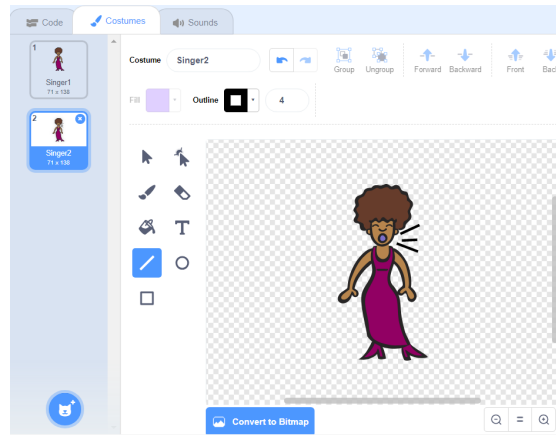 Code
Costumes
Sounds
1
Singer1
71 x 138
2
Singer2
71 x 138
Costume
Singer2
Group
Ungroup
Forward
Backward
Front
Fill
Outline
4
T
Convert to Bitmap